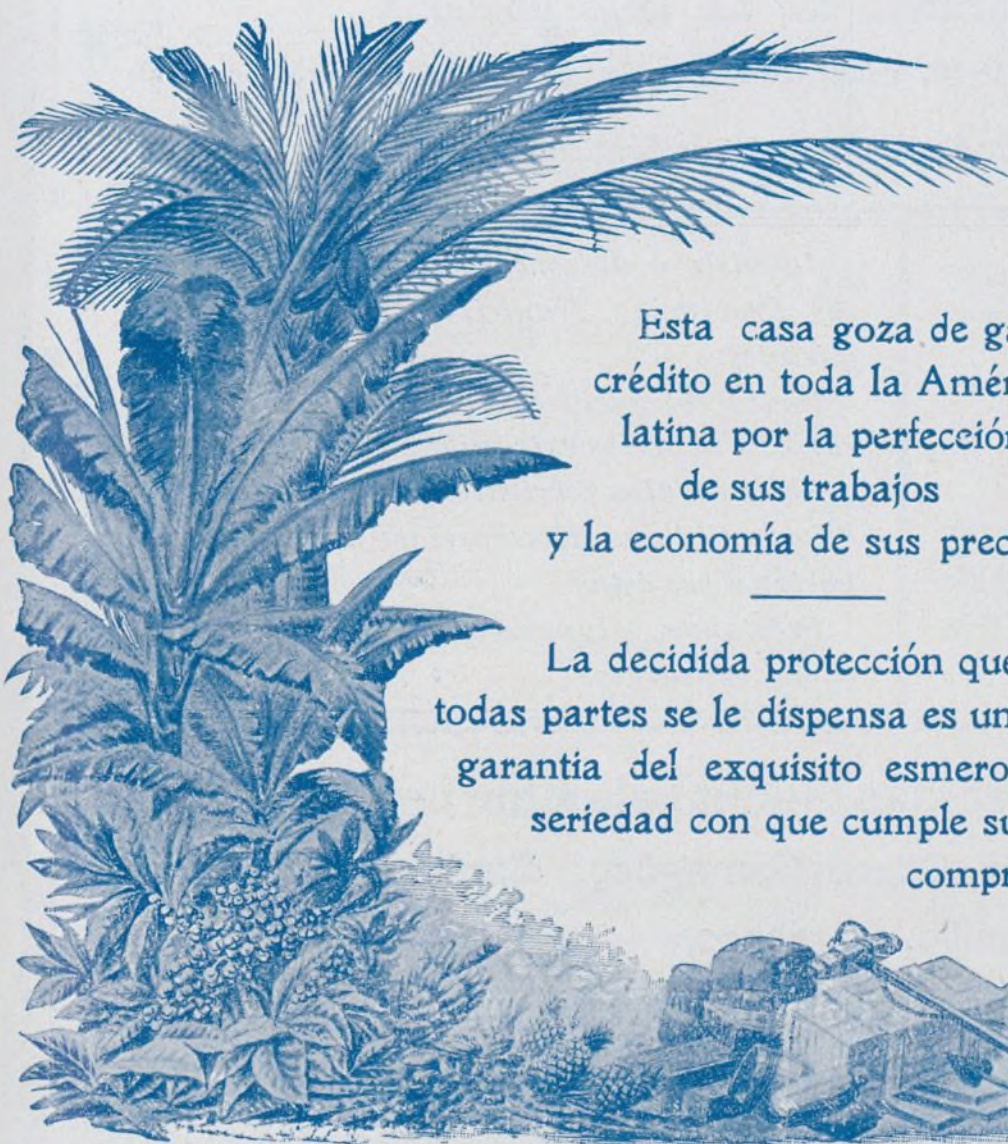 Esta casa goza de ga
crédito en toda la Amér
latina por la perfección
de sus trabajos
y la economía de sus prec
La decidida protección que
todas partes se le dispensa es un
garantia del exquisito esmero
seriedad con que cumple su
compr